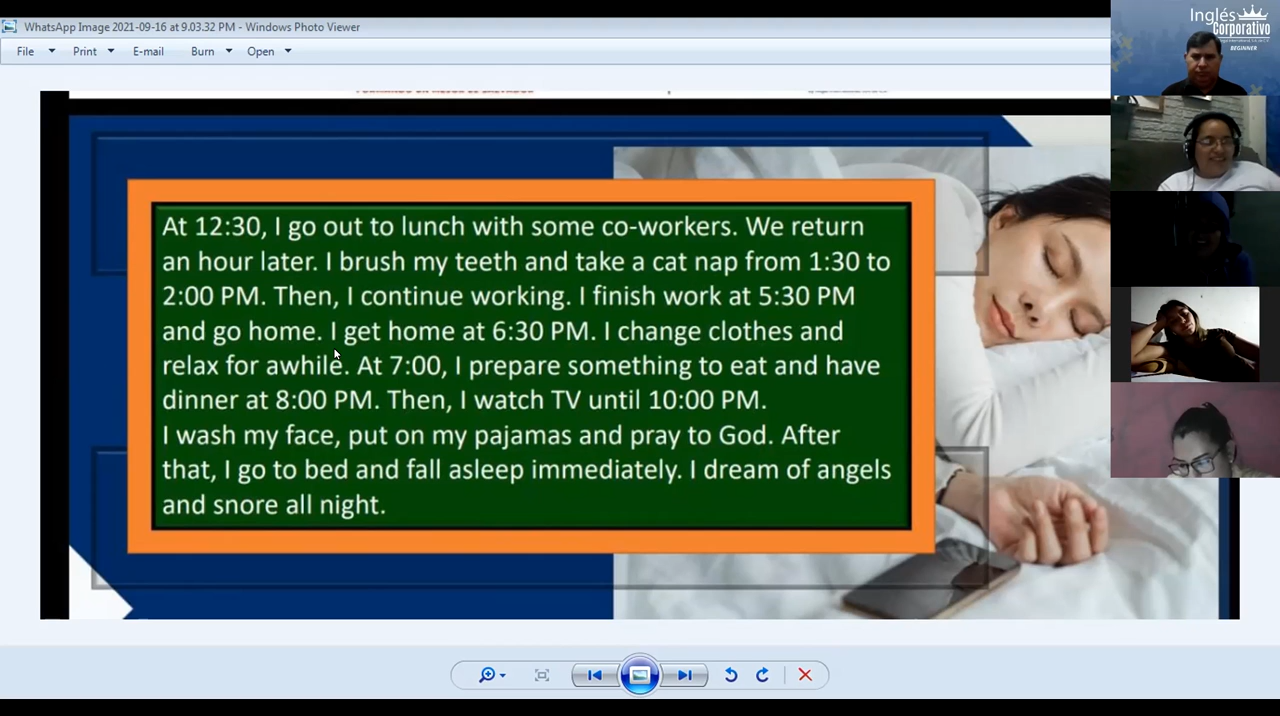 WhatsApp Image 2021-09-16 at 9.03.32 PM - Windows Photo Viewer
File Print E-mail Burn Open
Inglés
Corporativo
BEGINNER
At 12:30, I go out to lunch with some co-workers. We return
an hour later. I brush my teeth and take a cat nap from 1:30 to
2:00 PM. Then, I continue working. I finish work at 5:30 PM
and go home. I get home at 6:30 PM. I change clothes and
relax for awhile. At 7:00, I prepare something to eat and have
dinner at 8:00 PM. Then, I watch TV until 10:00 PM.
I wash my face, put on my pajamas and pray to God. After
that, I go to bed and fall asleep immediately. I dream of angels
and snore all night.